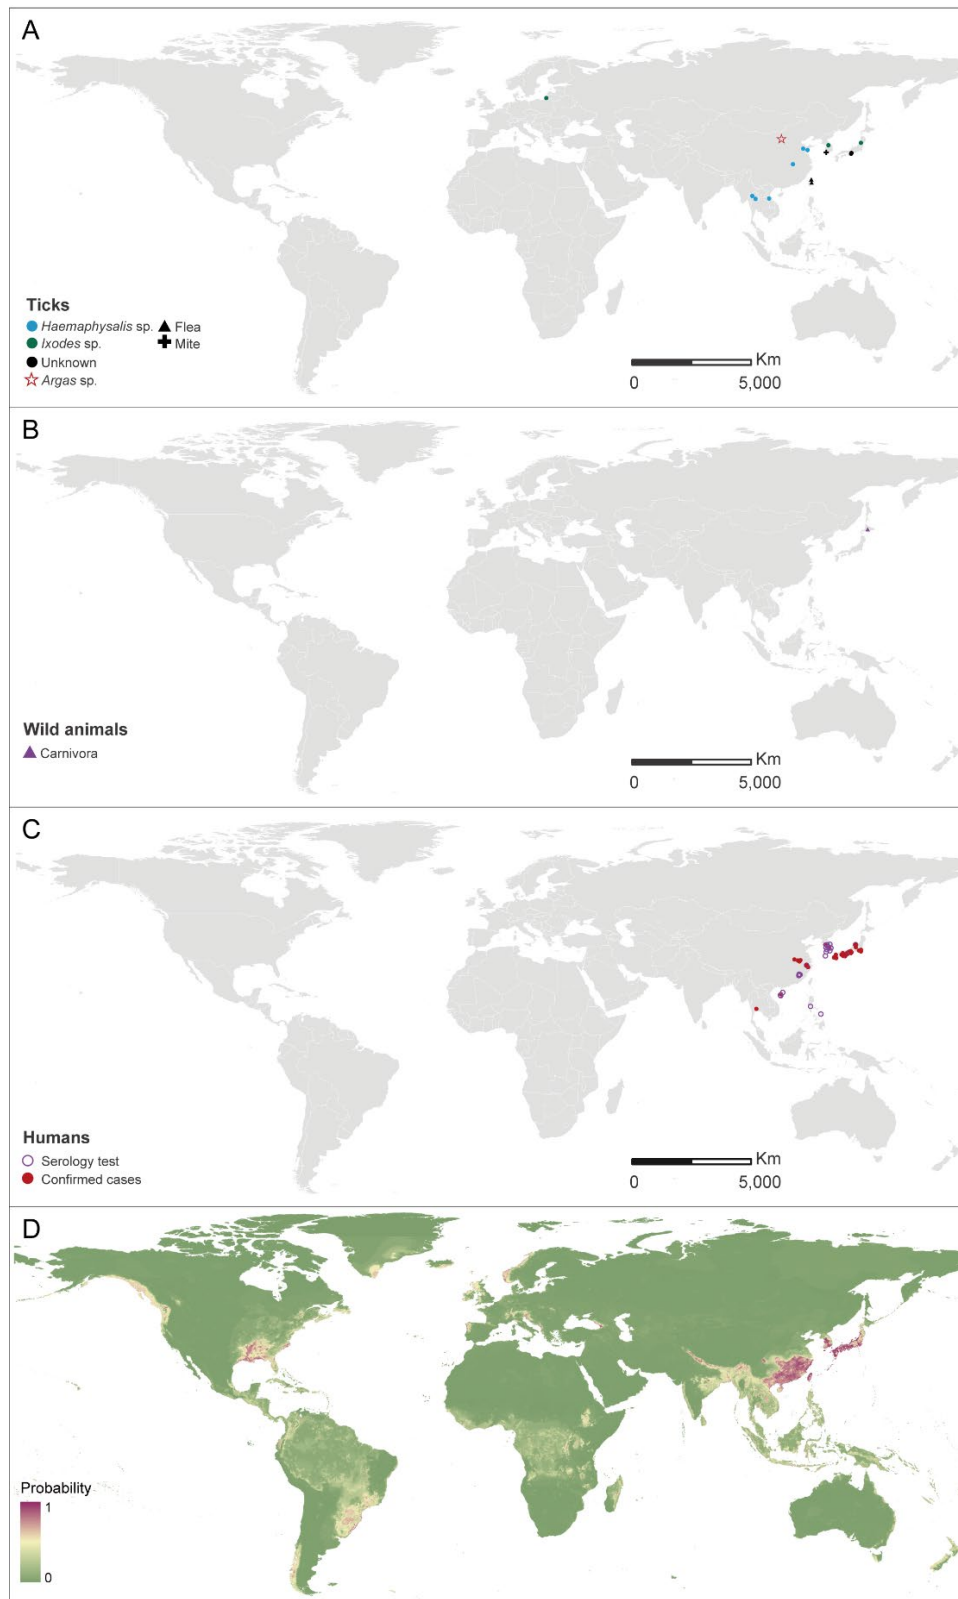 A
Ticks
Haemaphysalis sp. Flea
Ixodes sp. Mite
Unknown
Argas sp.
Km
0 5,000
B
Wild animals
Carnivora
Km
0 5,000
C
Humans
Serology test
Confirmed cases
Km
0 5,000
D
Probability
1
0